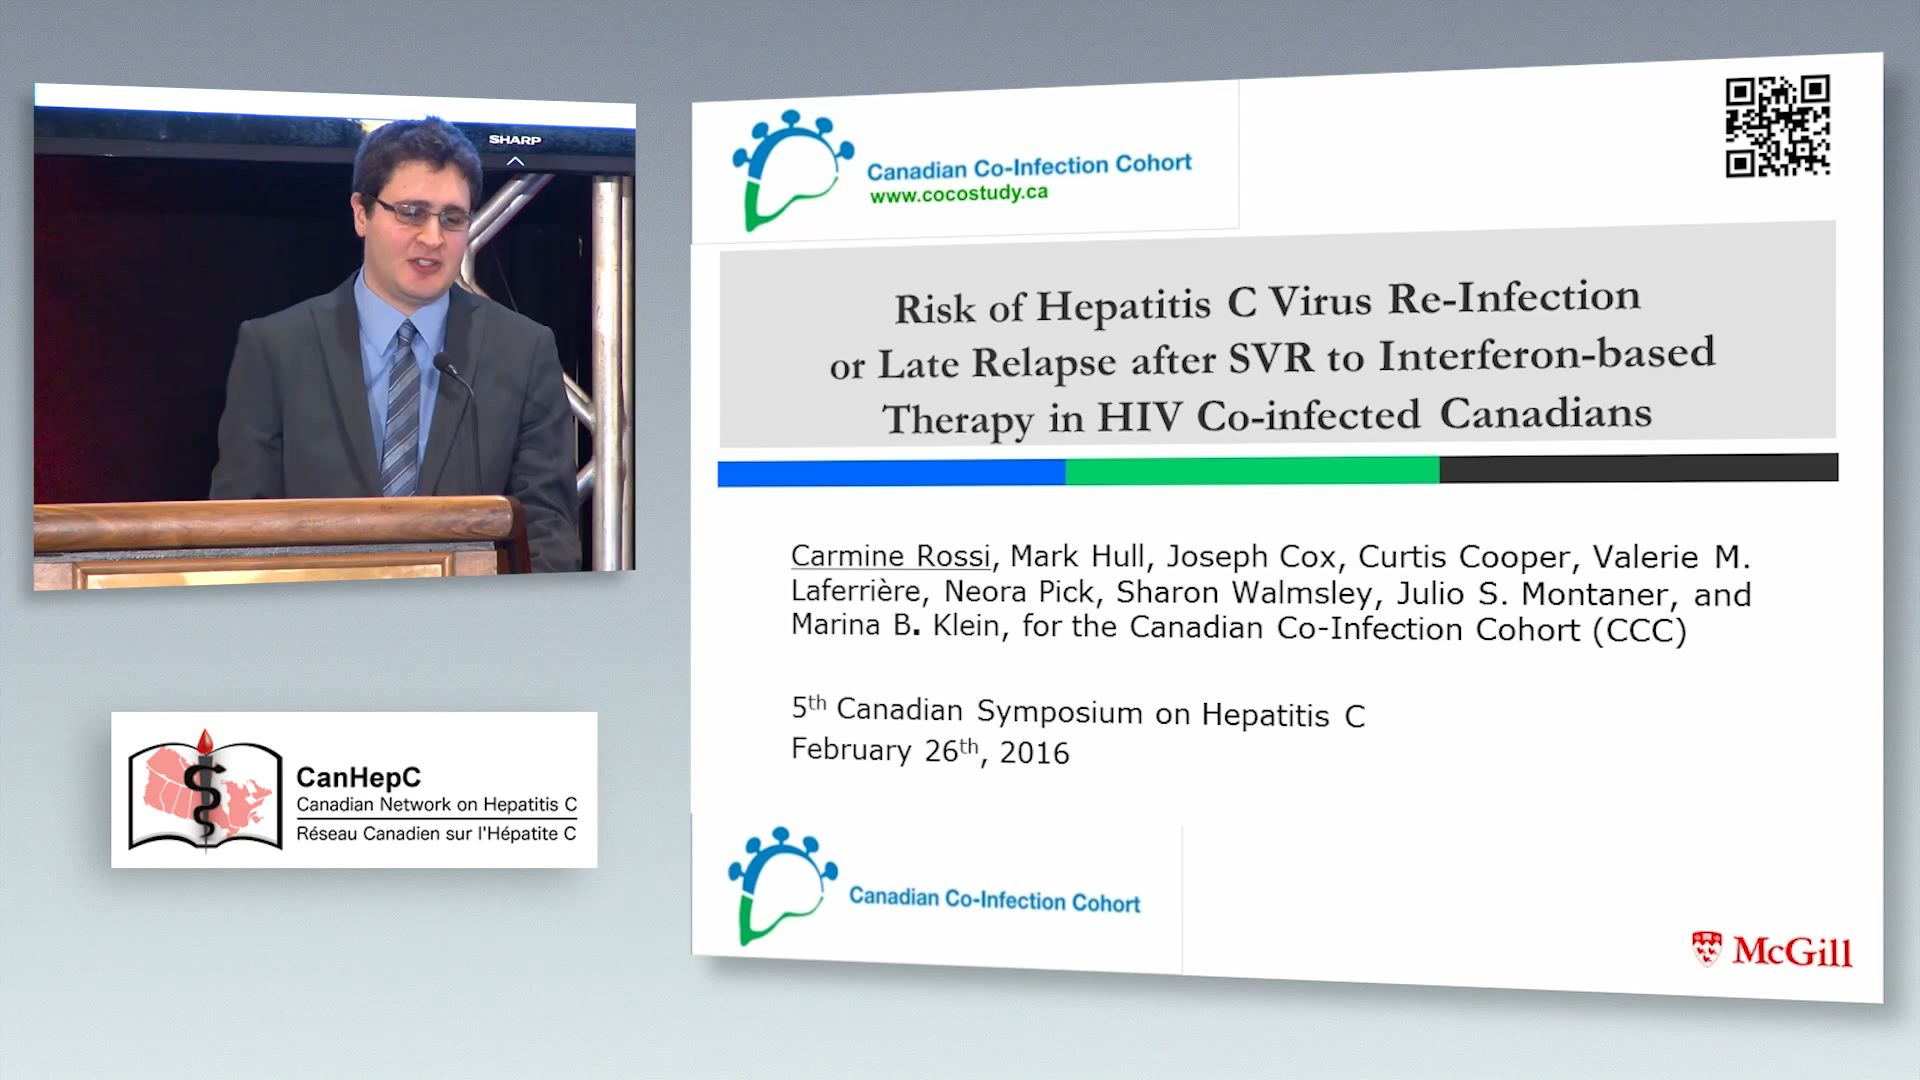 SHARP
Canadian Co-Infection Cohort
www.cocostudy.ca
Risk of Hepatitis C Virus Re-Infection
or Late Relapse after SVR to Interferon-based
Therapy in HIV Co-infected Canadians
Carmine Rossi, Mark Hull, Joseph Cox, Curtis Cooper, Valerie M.
Laferrière, Neora Pick, Sharon Walmsley, Julio S. Montaner, and
Marina B. Klein, for the Canadian Co-Infection Cohort (CCC)
5th Canadian Symposium on Hepatitis C
February 26th, 2016
CanHepC
Canadian Network on Hepatitis C
Réseau Canadien sur l'Hépatite C
Canadian Co-Infection Cohort
McGill